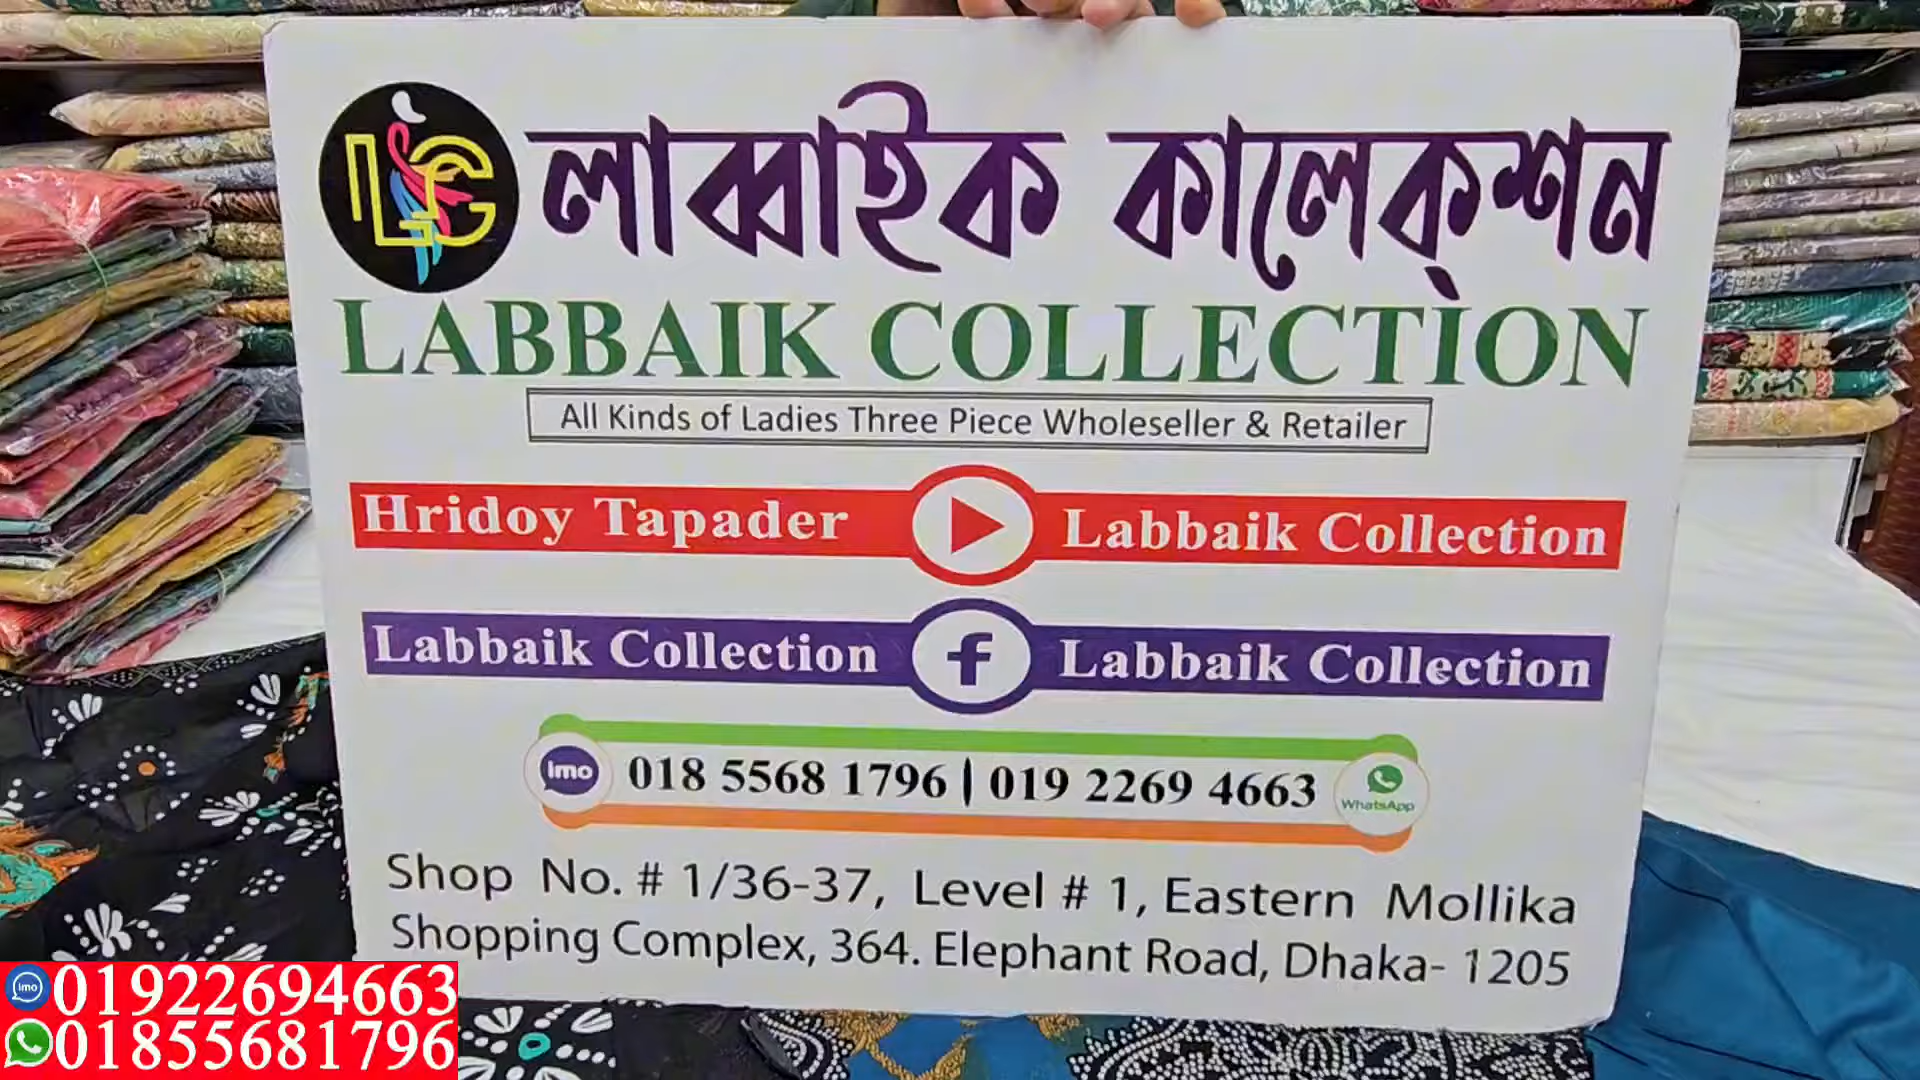 LC
লাব্বাইক কালেক্শন
LABBAIK COLLECTION
All Kinds of Ladies Three Piece Wholeseller & Retailer
Hridoy Tapader Labbaik Collection
Labbaik Collection f Labbaik Collection
imo 018 5568 1796 | 019 2269 4663 WhatsApp
Shop No. # 1/36-37, Level # 1, Eastern Mollika
Shopping Complex, 364. Elephant Road, Dhaka- 1205
imo 01922694663
01855681796